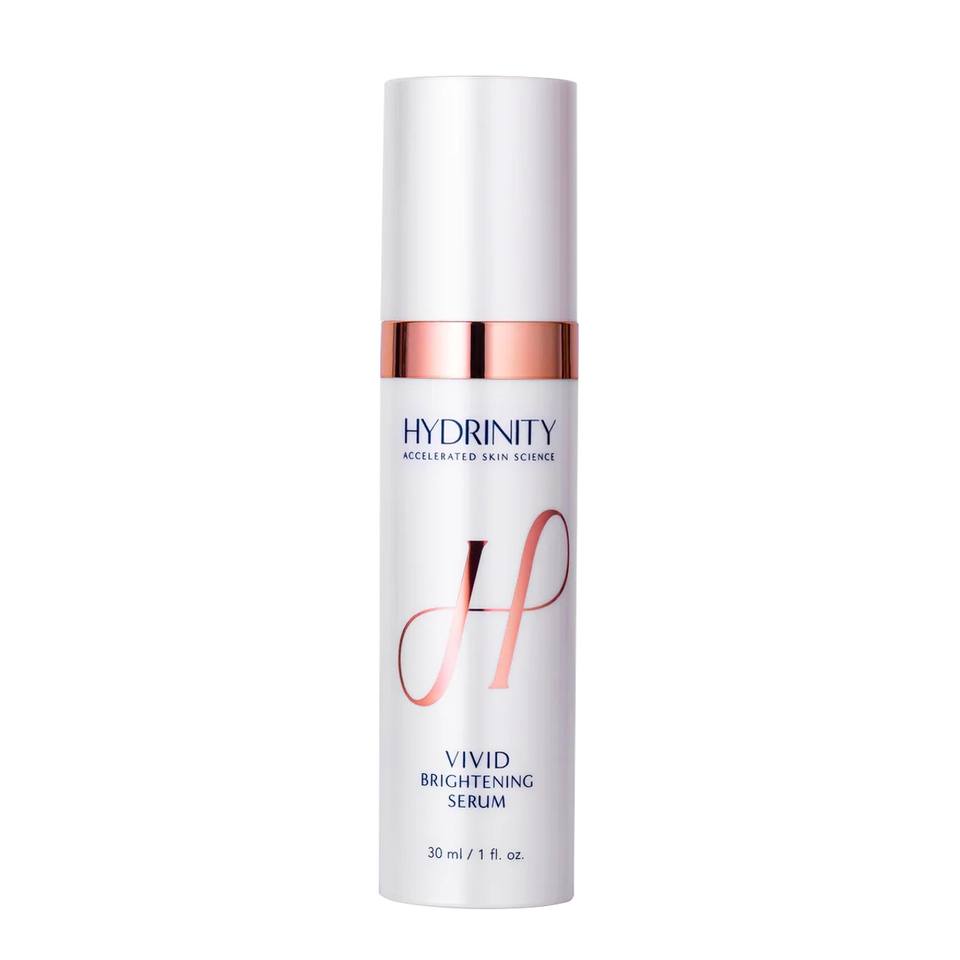 HYDRINITY
ACCELERATED SKIN SCIENCE
H
VIVID
BRIGHTENING
SERUM
30 ml / 1 fl. oz.